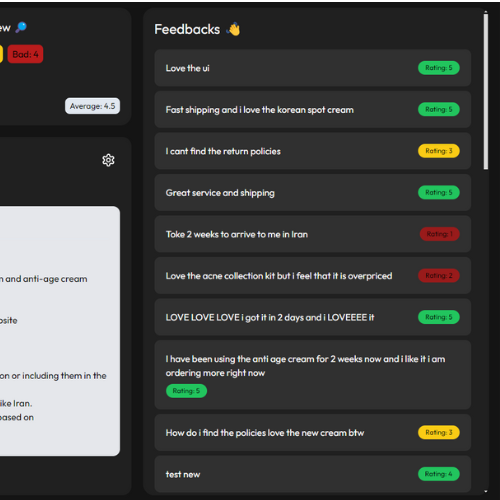 ew 🔎
Bad: 4
Average: 4.5
n and anti-age cream
osite
on or including them in the
ike Iran.
ased on
Feedbacks 👋
Love the ui
Rating: 5
Fast shipping and i love the korean spot cream
Rating: 5
I cant find the return policies
Rating: 3
Great service and shipping
Rating: 5
Toke 2 weeks to arrive to me in Iran
Rating: 1
Love the acne collection kit but i feel that it is overpriced
Rating: 2
LOVE LOVE LOVE i got it in 2 days and i LOVEEEE it
Rating: 5
I have been using the anti age cream for 2 weeks now and i like it i am
ordering more right now
Rating: 5
How do i find the policies love the new cream btw
Rating: 3
test new
Rating: 4